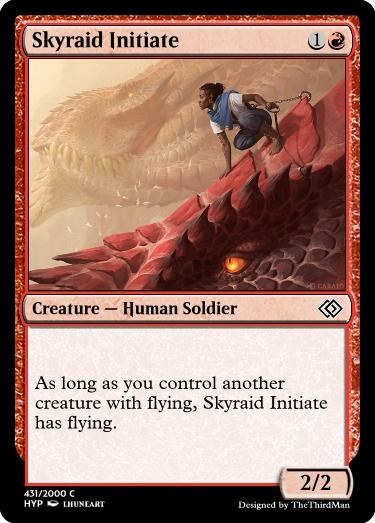 Skyraid Initiate 1
Creature — Human Soldier
As long as you control another
creature with flying, Skyraid Initiate
has flying.
2/2
431/2000 C
HYP LHUNEART
Designed by TheThirdMan